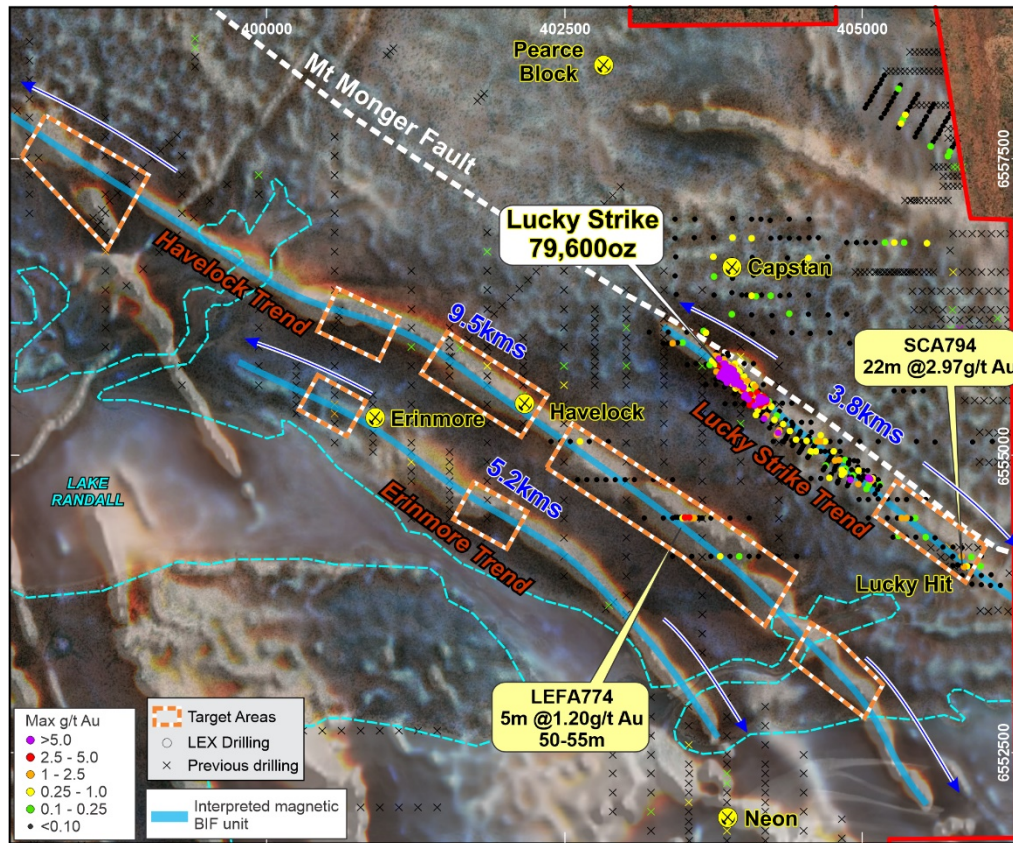 400000
402500
405000
Pearce
Block
Mt Monger Fault
6557500
Lucky Strike
79,600oz
Capstan
Havelock Trend
9.5kms
SCA794
22m @2.97g/t Au
3.8kms
Erinmore
Havelock
Lucky Strike Trend
6555000
LAKE
RANDALL
5.2kms
Erinmore Trend
Lucky Hit
LEFA774
5m @1.20g/t Au
50-55m
6552500
Neon
Max g/t Au
>5.0
2.5 - 5.0
1 - 2.5
0.25 - 1.0
0.1 - 0.25
<0.10
Target Areas
LEX Drilling
Previous drilling
Interpreted magnetic
BIF unit